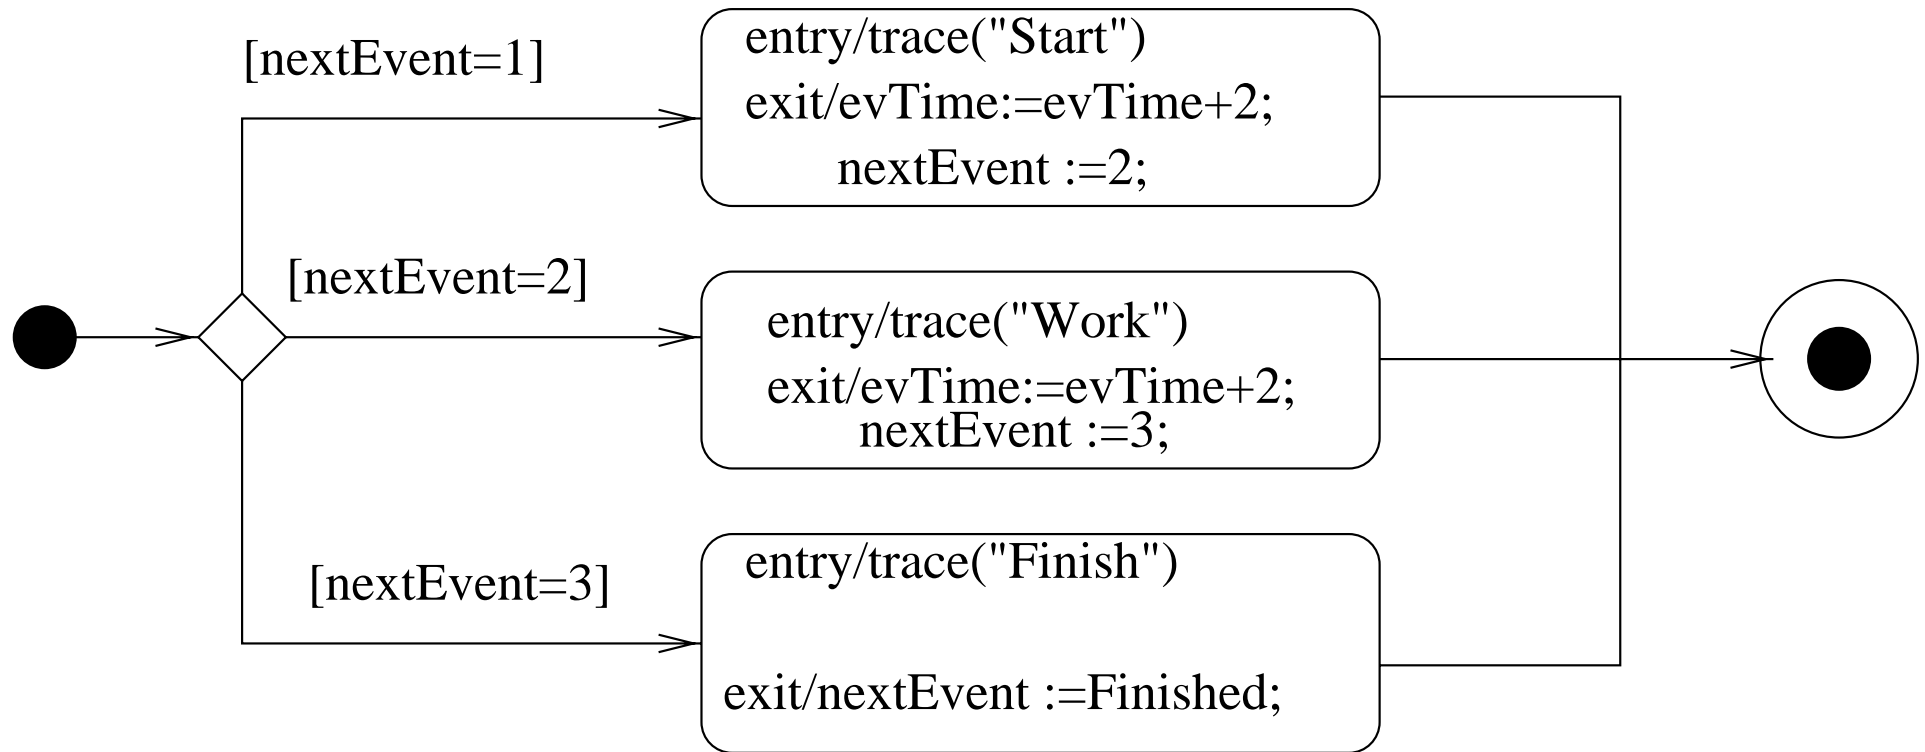 [nextEvent=1]
entry/trace("Start")
exit/evTime:=evTime+2;
nextEvent :=2;
[nextEvent=2]
entry/trace("Work")
exit/evTime:=evTime+2;
nextEvent :=3;
[nextEvent=3]
entry/trace("Finish")
exit/nextEvent :=Finished;